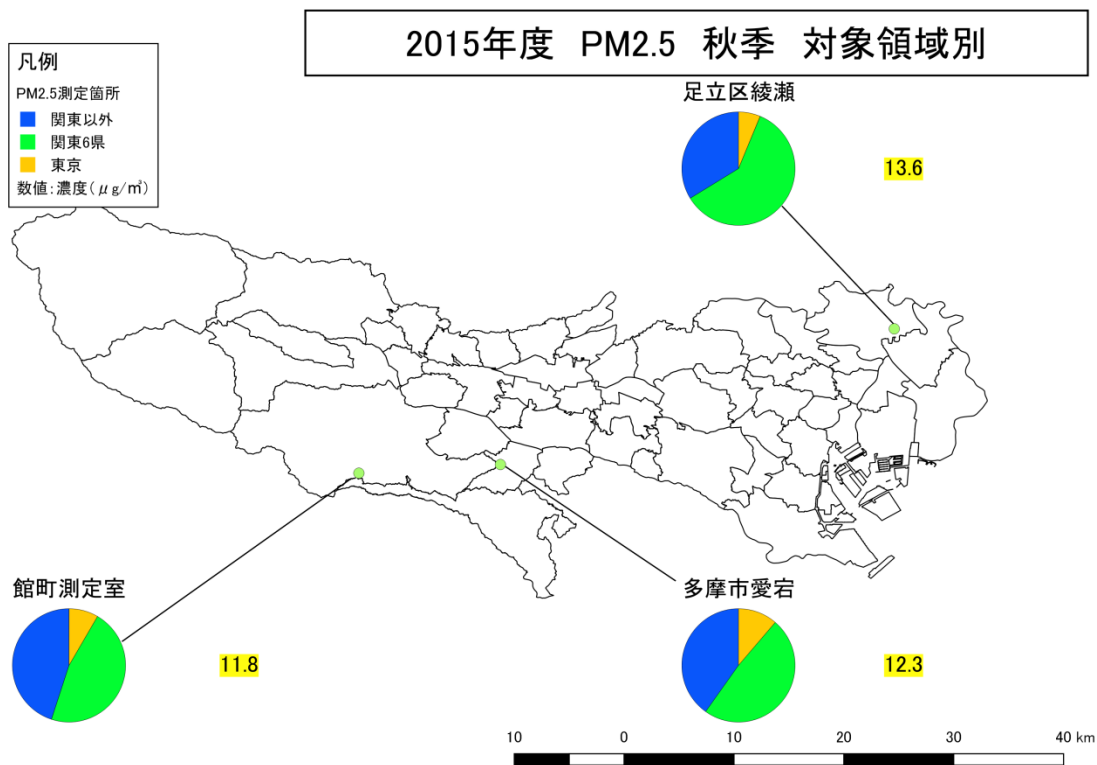 2015年度　PM2.5　秋季　対象領域別
凡例
PM2.5測定箇所
関東以外
関東6県
東京
数値:濃度(μg/㎥)
足立区綾瀬
13.6
館町測定室
11.8
多摩市愛宕
12.3
10 0 10 20 30 40 km